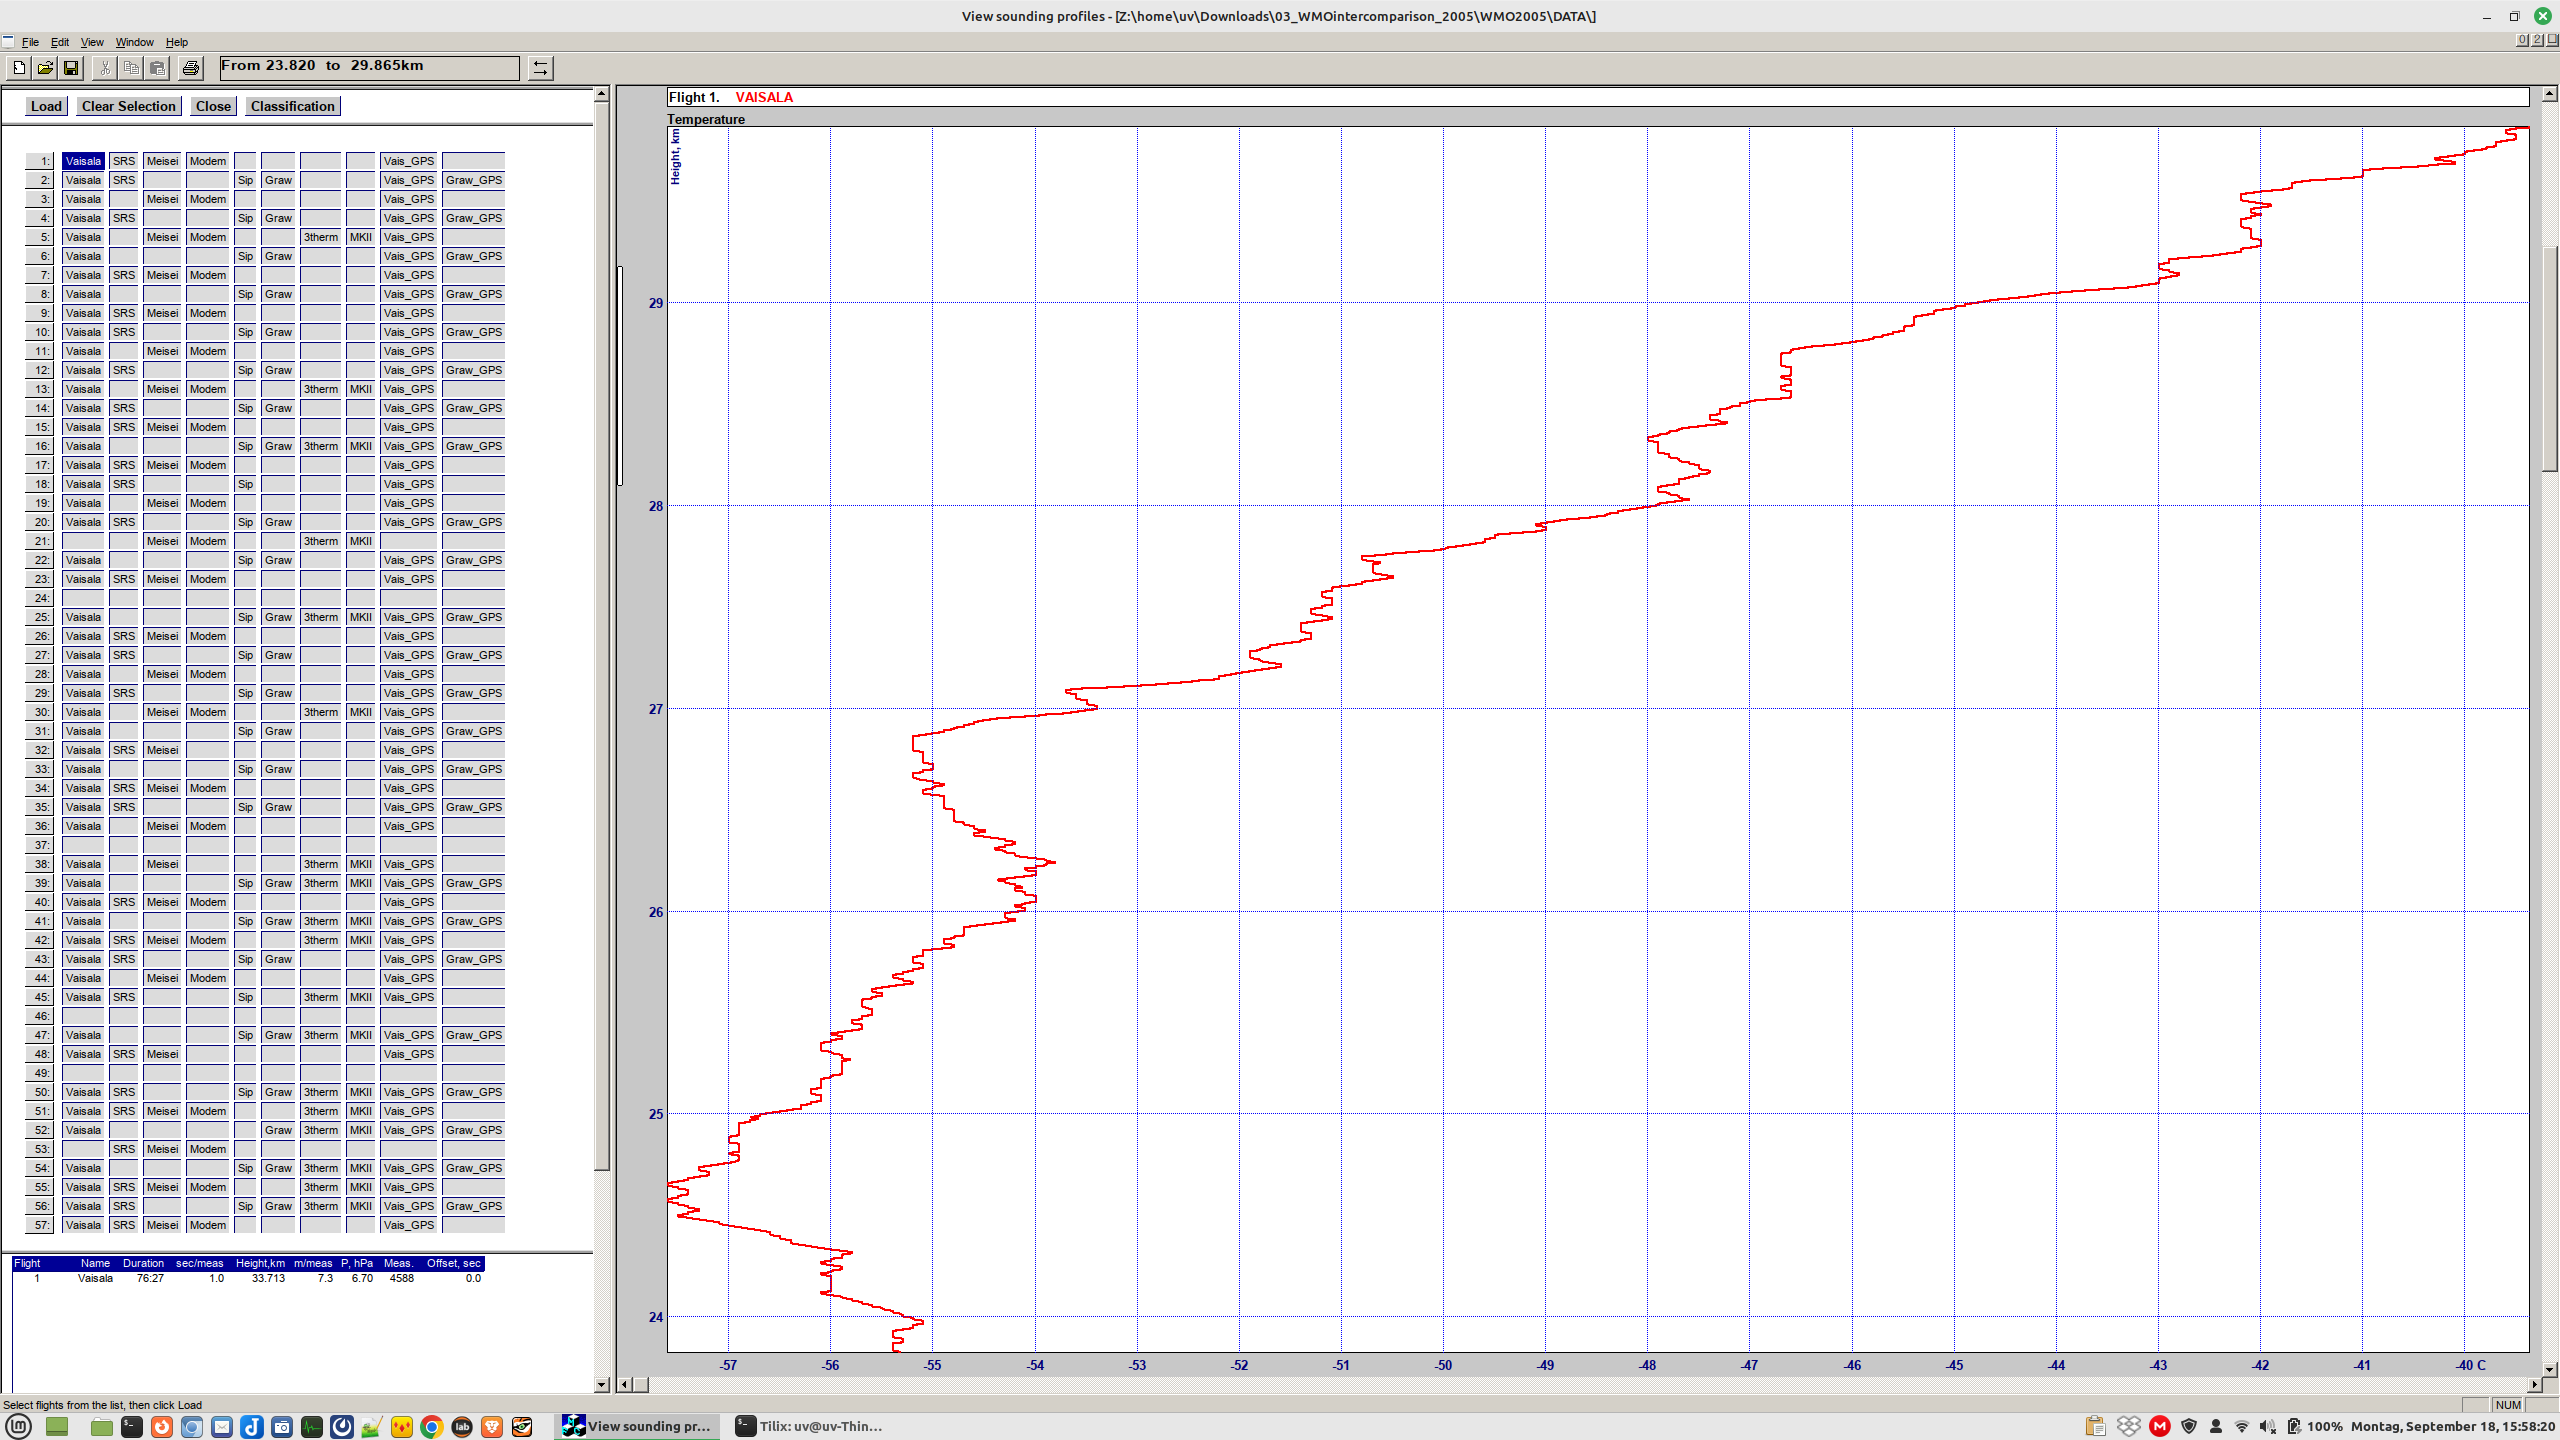 View sounding profiles - [Z:\home\uv\Downloads\03_WMOintercomparison_2005\WMO2005\DATA\]
File Edit View Window Help
From 23.820 to 29.865km
Load Clear Selection Close Classification
Flight 1. VAISALA
Temperature
Height, km
1: Vaisala SRS Meisei Modem Vais_GPS
2: Vaisala SRS Sip Graw Vais_GPS Graw_GPS
3: Vaisala Meisei Modem Vais_GPS
4: Vaisala SRS Sip Graw Vais_GPS Graw_GPS
5: Vaisala Meisei Modem 3therm MKII Vais_GPS
6: Vaisala Sip Graw Vais_GPS Graw_GPS
7: Vaisala SRS Meisei Modem Vais_GPS
8: Vaisala Sip Graw Vais_GPS Graw_GPS
9: Vaisala SRS Meisei Modem Vais_GPS
10: Vaisala SRS Sip Graw Vais_GPS Graw_GPS
11: Vaisala Meisei Modem Vais_GPS
12: Vaisala SRS Sip Graw Vais_GPS Graw_GPS
13: Vaisala Meisei Modem 3therm MKII Vais_GPS
14: Vaisala SRS Sip Graw Vais_GPS Graw_GPS
15: Vaisala SRS Meisei Modem Vais_GPS
16: Vaisala Sip Graw 3therm MKII Vais_GPS Graw_GPS
17: Vaisala SRS Meisei Modem Vais_GPS
18: Vaisala SRS Sip Vais_GPS
19: Vaisala Meisei Modem Vais_GPS
20: Vaisala SRS Sip Graw Vais_GPS Graw_GPS
21: Meisei Modem 3therm MKII
22: Vaisala Sip Graw Vais_GPS Graw_GPS
23: Vaisala SRS Meisei Modem Vais_GPS
24:
25: Vaisala Sip Graw 3therm MKII Vais_GPS Graw_GPS
26: Vaisala SRS Meisei Modem Vais_GPS
27: Vaisala SRS Sip Graw Vais_GPS Graw_GPS
28: Vaisala Meisei Modem Vais_GPS
29: Vaisala SRS Sip Graw Vais_GPS Graw_GPS
30: Vaisala Meisei Modem 3therm MKII Vais_GPS
31: Vaisala Sip Graw Vais_GPS Graw_GPS
32: Vaisala SRS Meisei Vais_GPS
33: Vaisala Sip Graw Vais_GPS Graw_GPS
34: Vaisala SRS Meisei Modem Vais_GPS
35: Vaisala SRS Sip Graw Vais_GPS Graw_GPS
36: Vaisala Meisei Modem Vais_GPS
37:
38: Vaisala Meisei 3therm MKII Vais_GPS
39: Vaisala Sip Graw 3therm MKII Vais_GPS Graw_GPS
40: Vaisala SRS Meisei Modem Vais_GPS
41: Vaisala Sip Graw 3therm MKII Vais_GPS Graw_GPS
42: Vaisala SRS Meisei Modem 3therm MKII Vais_GPS
43: Vaisala SRS Sip Graw Vais_GPS Graw_GPS
44: Vaisala Meisei Modem Vais_GPS
45: Vaisala SRS Sip 3therm MKII Vais_GPS
46:
47: Vaisala Sip Graw 3therm MKII Vais_GPS Graw_GPS
48: Vaisala SRS Meisei Vais_GPS
49:
50: Vaisala SRS Sip Graw 3therm MKII Vais_GPS Graw_GPS
51: Vaisala SRS Meisei Modem 3therm MKII Vais_GPS
52: Vaisala Graw 3therm MKII Vais_GPS Graw_GPS
53: SRS Meisei Modem Vais_GPS
54: Vaisala Sip Graw 3therm MKII Vais_GPS Graw_GPS
55: Vaisala SRS Meisei Modem 3therm MKII Vais_GPS
56: Vaisala SRS Sip Graw 3therm MKII Vais_GPS Graw_GPS
57: Vaisala SRS Meisei Modem Vais_GPS
29
28
27
26
25
24
-57 -56 -55 -54 -53 -52 -51 -50 -49 -48 -47 -46 -45 -44 -43 -42 -41 -40 C
Flight Name Duration sec/meas Height,km m/meas P, hPa Meas. Offset, sec
1 Vaisala 76:27 1.0 33.713 7.3 6.70 4588 0.0
Select flights from the list, then click Load
NUM
View sounding pr...
Tilix: uv@uv-Thin...
100% Montag, September 18, 15:58:20